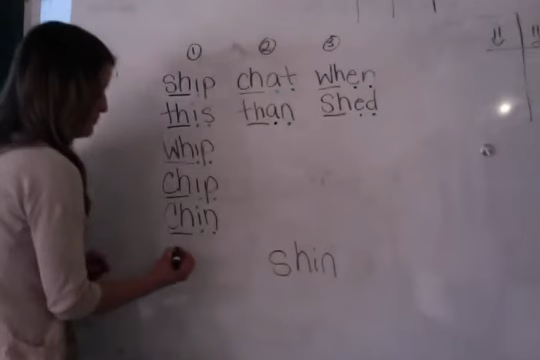 ① ② ③
ship chat when
this than shed
whip
chip
chin
shin